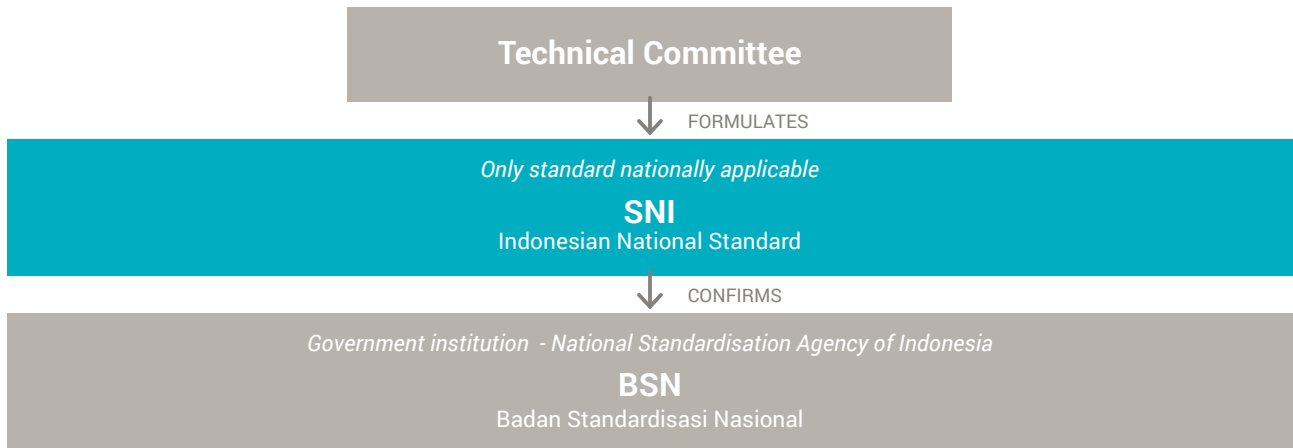 Technical Committee
FORMULATES
Only standard nationally applicable
SNI
Indonesian National Standard
CONFIRMS
Government institution - National Standardisation Agency of Indonesia
BSN
Badan Standardisasi Nasional